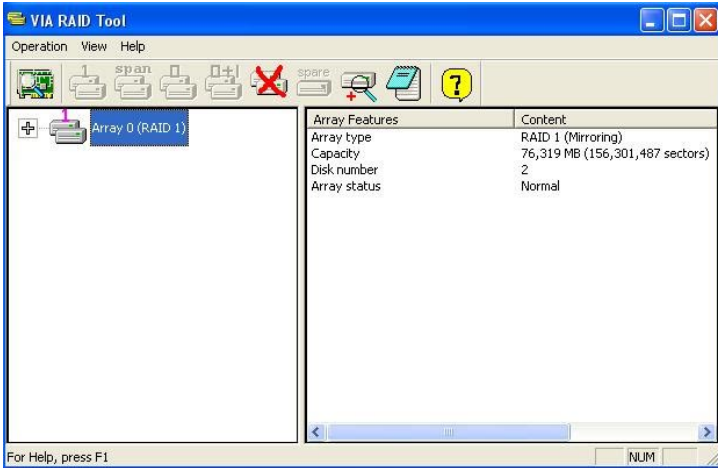 VIA RAID Tool
Operation View Help
1 span spare ?
1
Array 0 (RAID 1)
Array Features Content
Array type RAID 1 (Mirroring)
Capacity 76,319 MB (156,301,487 sectors)
Disk number 2
Array status Normal
For Help, press F1 NUM